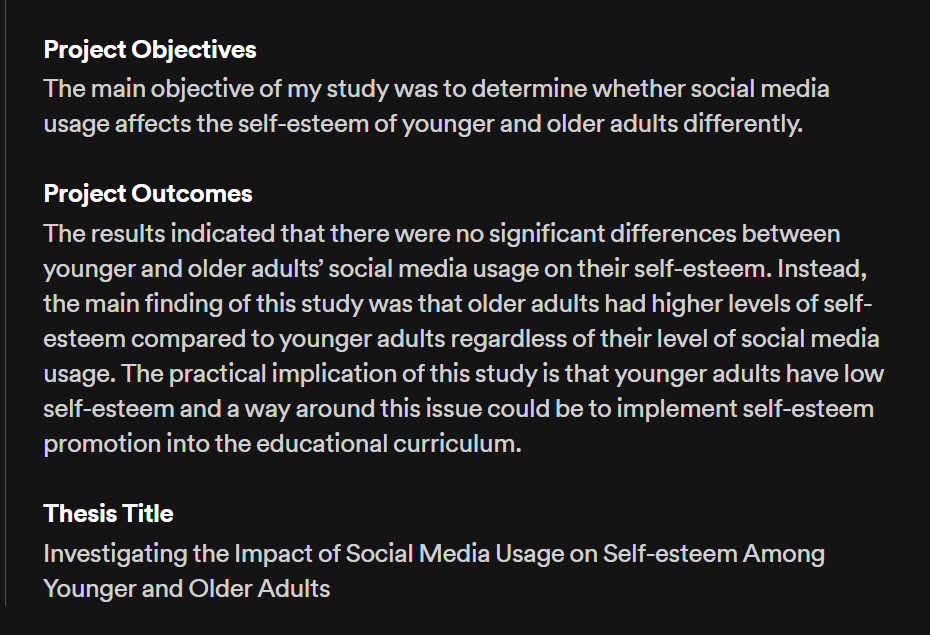 Project Objectives
The main objective of my study was to determine whether social media
usage affects the self-esteem of younger and older adults differently.
Project Outcomes
The results indicated that there were no significant differences between
younger and older adults’ social media usage on their self-esteem. Instead,
the main finding of this study was that older adults had higher levels of self-
esteem compared to younger adults regardless of their level of social media
usage. The practical implication of this study is that younger adults have low
self-esteem and a way around this issue could be to implement self-esteem
promotion into the educational curriculum.
Thesis Title
Investigating the Impact of Social Media Usage on Self-esteem Among
Younger and Older Adults